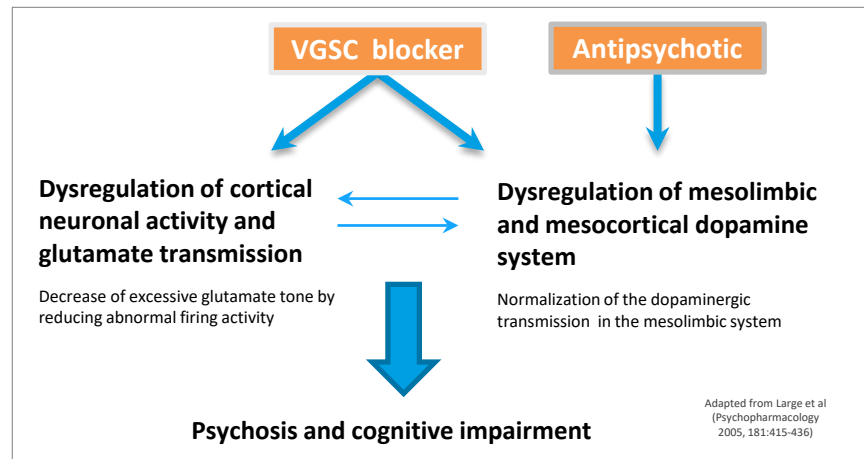 VGSC blocker
Antipsychotic
Dysregulation of cortical
neuronal activity and
glutamate transmission
Decrease of excessive glutamate tone by
reducing abnormal firing activity
Dysregulation of mesolimbic
and mesocortical dopamine
system
Normalization of the dopaminergic
transmission in the mesolimbic system
Psychosis and cognitive impairment
Adapted from Large et al
(Psychopharmacology
2005, 181:415-436)